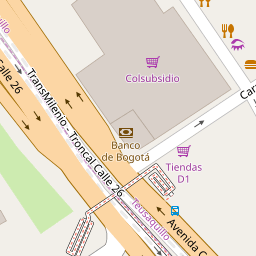 Calle 26
TransMilenio - Troncal Calle 26
Colsubsidio
Banco
de Bogotá
Tiendas
D1
Teusaquillo
Avenida C